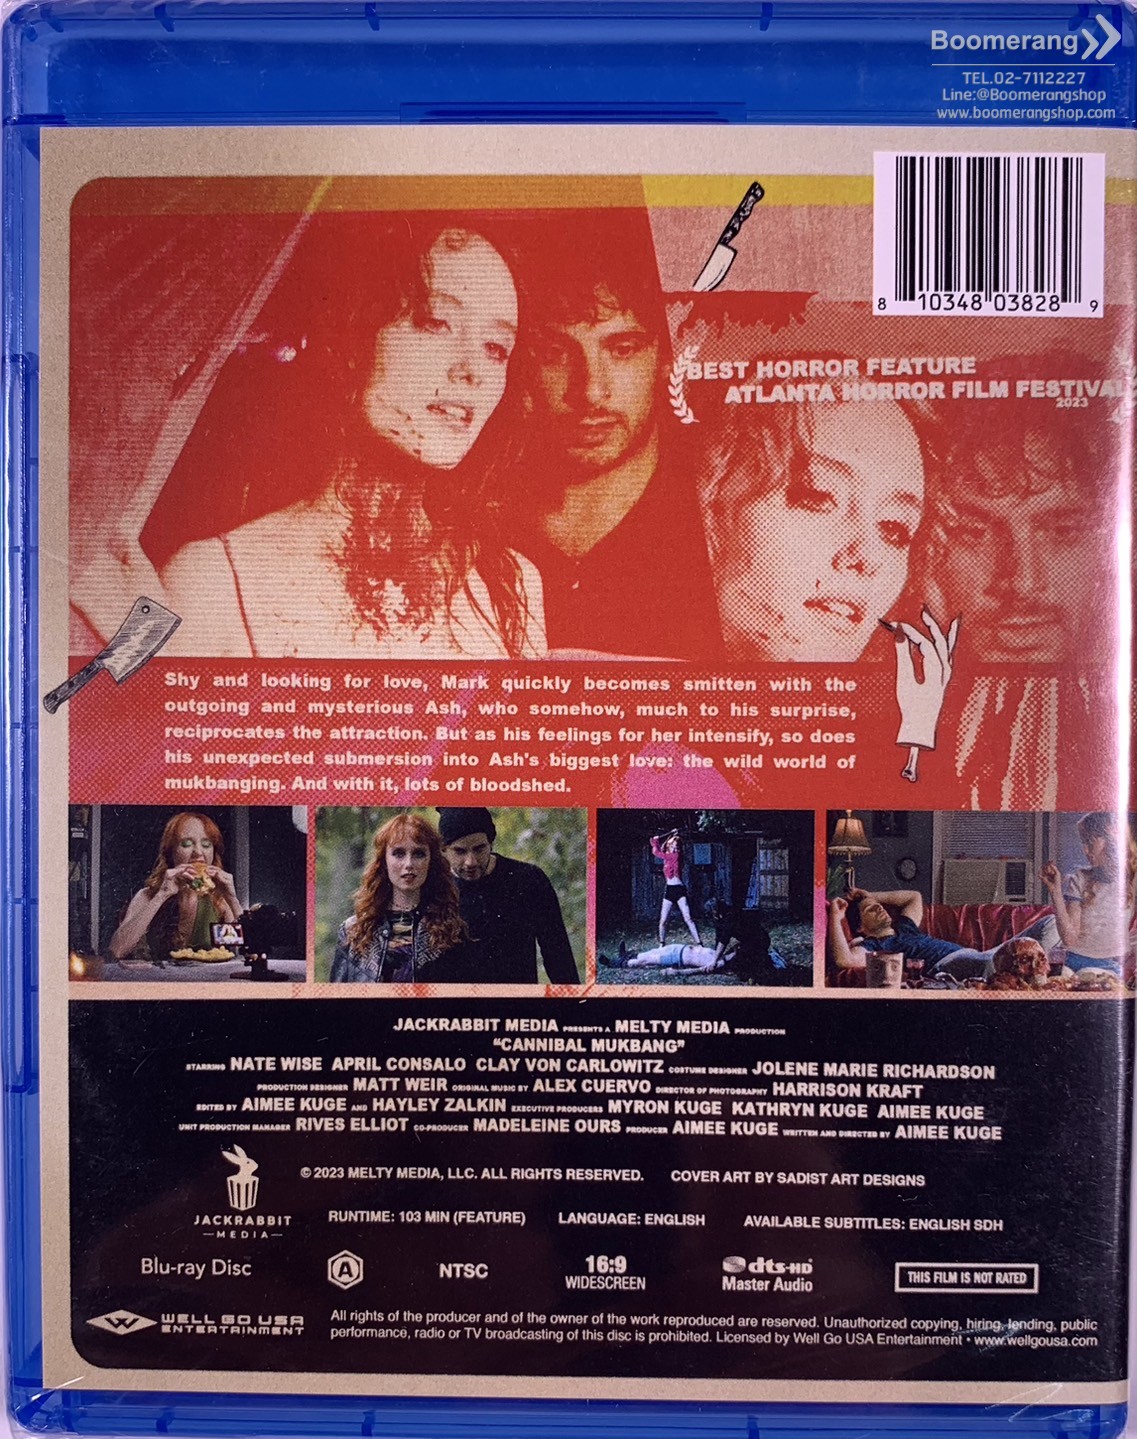 Boomerang
TEL.02-7112227
Line:@Boomerangshop
www.boomerangshop.com
8 10348 03828 9
BEST HORROR FEATURE
ATLANTA HORROR FILM FESTIVAL
2023
Shy and looking for love, Mark quickly becomes smitten with the
outgoing and mysterious Ash, who somehow, much to his surprise,
reciprocates the attraction. But as his feelings for her intensify, so does
his unexpected submersion into Ash's biggest love: the wild world of
mukbanging. And with it, lots of bloodshed.
JACKRABBIT MEDIA PRESENTS A MELTY MEDIA PRODUCTION
"CANNIBAL MUKBANG"
STARRING NATE WISE APRIL CONSALO CLAY VON CARLOWITZ COSTUME DESIGNER JOLENE MARIE RICHARDSON
PRODUCTION DESIGNER MATT WEIR ORIGINAL MUSIC BY ALEX CUERVO DIRECTOR OF PHOTOGRAPHY HARRISON KRAFT
EDITED BY AIMEE KUGE AND HAYLEY ZALKIN EXECUTIVE PRODUCERS MYRON KUGE KATHRYN KUGE AIMEE KUGE
UNIT PRODUCTION MANAGER RIVES ELLIOT CO-PRODUCER MADELEINE OURS PRODUCER AIMEE KUGE WRITTEN AND DIRECTED BY AIMEE KUGE
© 2023 MELTY MEDIA, LLC. ALL RIGHTS RESERVED. COVER ART BY SADIST ART DESIGNS
JACKRABBIT
MEDIA
RUNTIME: 103 MIN (FEATURE) LANGUAGE: ENGLISH AVAILABLE SUBTITLES: ENGLISH SDH
Blu-ray Disc
A
NTSC
16:9
WIDESCREEN
dts-HD
Master Audio
THIS FILM IS NOT RATED
WELL GO USA
ENTERTAINMENT
All rights of the producer and of the owner of the work reproduced are reserved. Unauthorized copying, hiring, lending, public
performance, radio or TV broadcasting of this disc is prohibited. Licensed by Well Go USA Entertainment • www.wellgousa.com